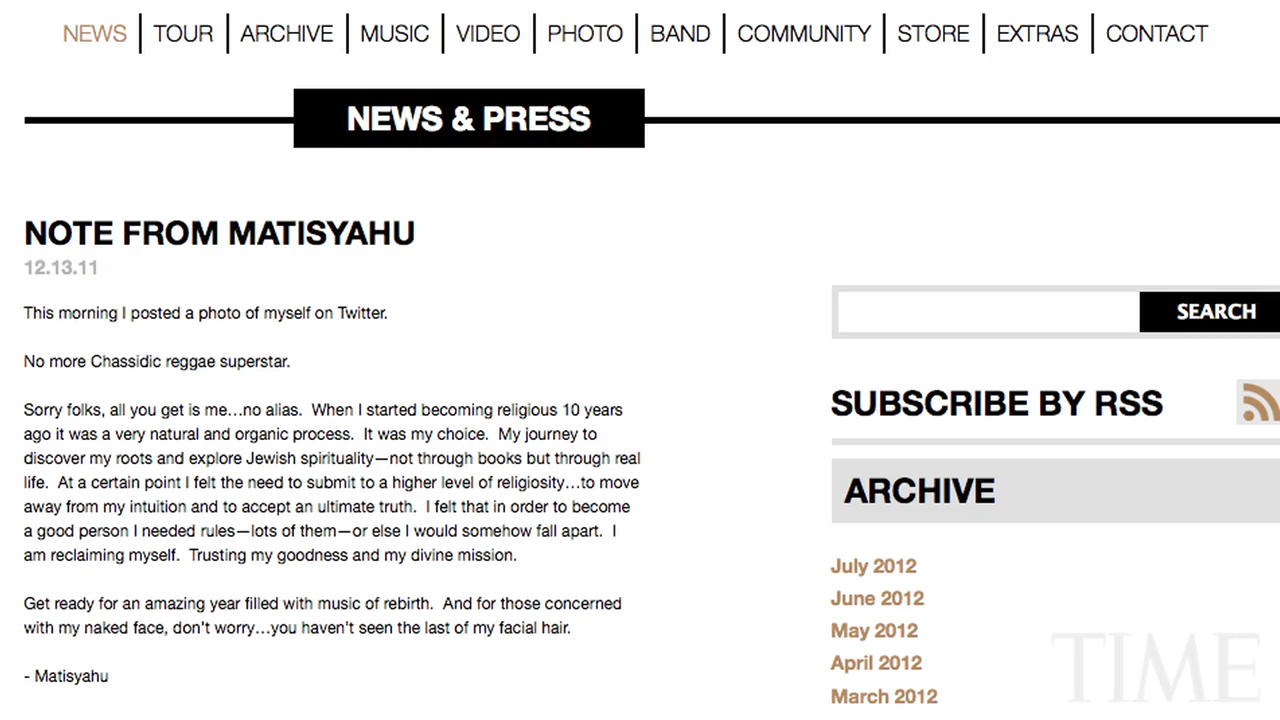 NEWS TOUR ARCHIVE MUSIC VIDEO PHOTO BAND COMMUNITY STORE EXTRAS CONTACT
NEWS & PRESS
NOTE FROM MATISYAHU
12.13.11
This morning I posted a photo of myself on Twitter.
No more Chassidic reggae superstar.
Sorry folks, all you get is me…no alias.  When I started becoming religious 10 years
ago it was a very natural and organic process.  It was my choice.  My journey to
discover my roots and explore Jewish spirituality—not through books but through real
life.  At a certain point I felt the need to submit to a higher level of religiosity…to move
away from my intuition and to accept an ultimate truth.  I felt that in order to become
a good person I needed rules—lots of them—or else I would somehow fall apart.  I
am reclaiming myself.  Trusting my goodness and my divine mission.
Get ready for an amazing year filled with music of rebirth.  And for those concerned
with my naked face, don't worry…you haven't seen the last of my facial hair.
- Matisyahu
SEARCH
SUBSCRIBE BY RSS
ARCHIVE
July 2012
June 2012
May 2012
April 2012
March 2012
TIME